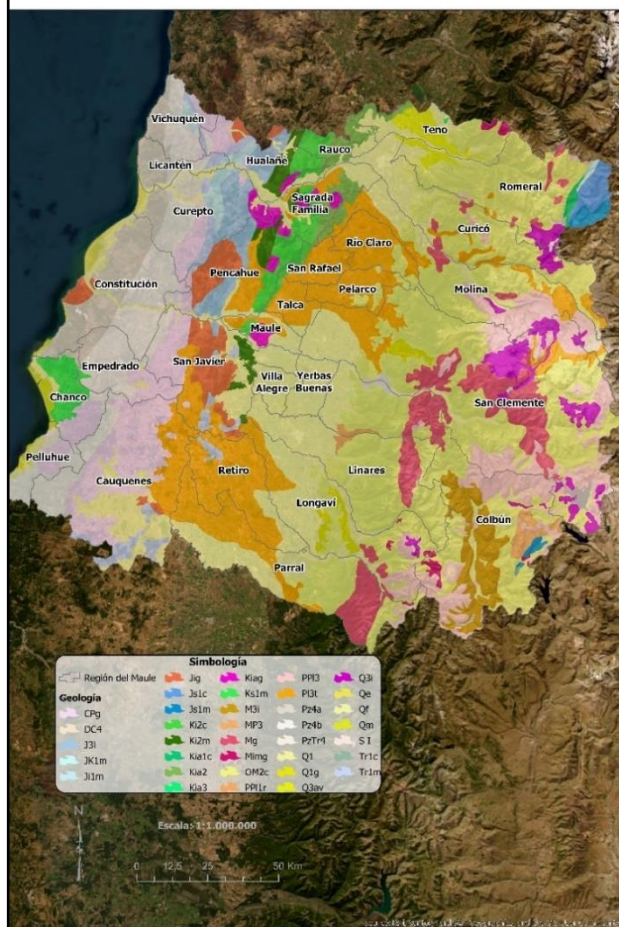 Vichuquén
Teno
Rauco
Licantén
Hualañé
Romeral
Sagrada
Familia
Curepto
Curicó
Río Claro
Pencahue
San Rafael
Constitución
Molina
Pelarco
Talca
Maule
Empedrado
San Javier
Villa
Alegre
Yerbas
Buenas
Chanco
San Clemente
Pelluhue
Cauquenes
Retiro
Linares
Longaví
Colbún
Parral
Simbología
Región del Maule
Geología
CPg
DC4
J3i
JK1m
Ji1m
Jig
Js1c
Js1m
Ki2c
Ki2m
Kia1c
Kia2
Kia3
Kiag
Ks1m
M3i
MP3
Mg
Mimg
OM2c
PPl1r
PPl3
Pl3t
Pz4a
Pz4b
PzTr4
Q1
Q1g
Q3av
Q3i
Qe
Qf
Qm
S I
Tr1c
Tr1m
Escala: 1:1.000.000
N
0 12,5 25 50 Km